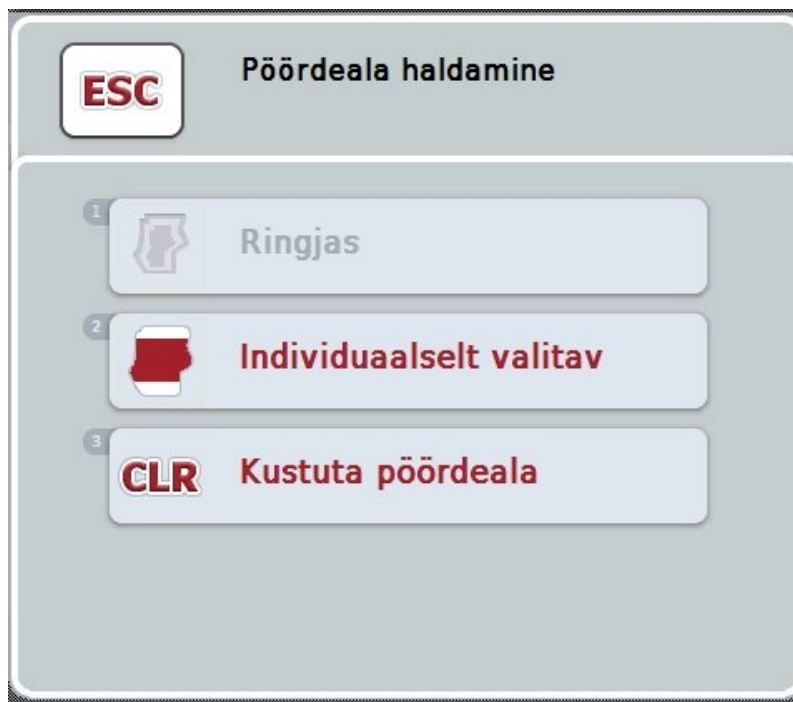 ESC
Pöördeala haldamine
1
Ringjas
2
Individuaalselt valitav
3
CLR
Kustuta pöördeala